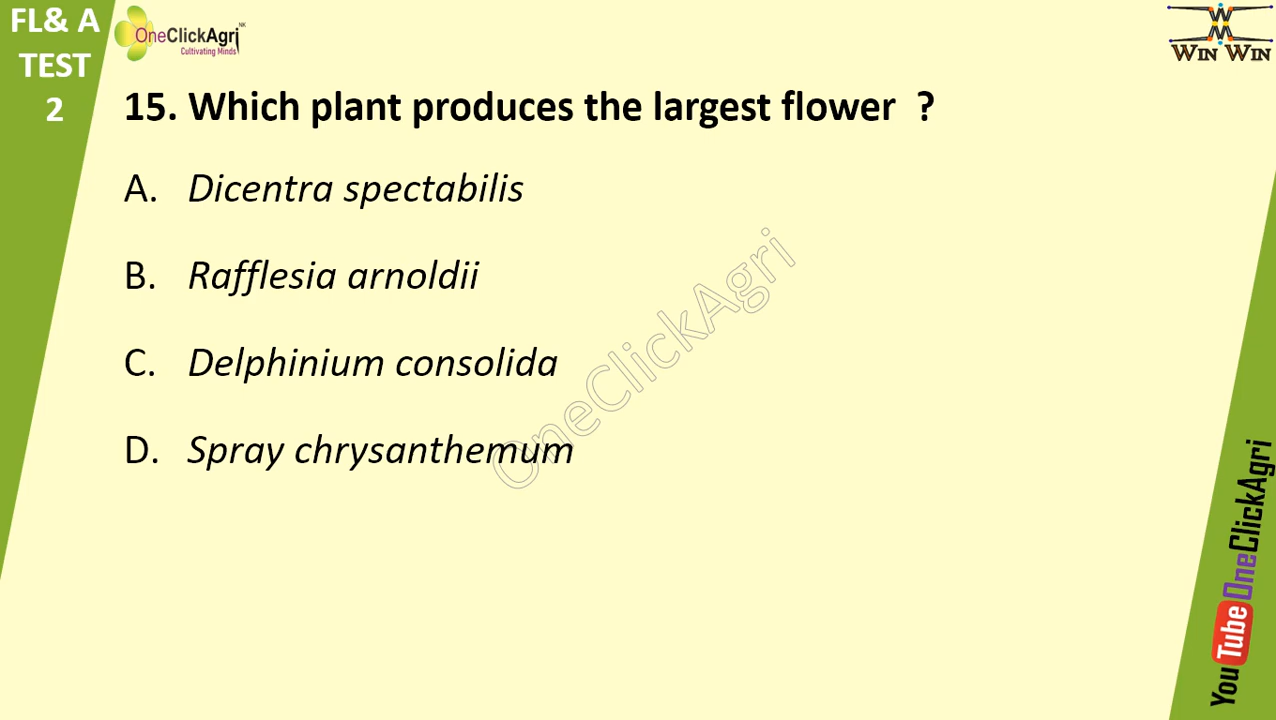 FL& A
TEST
2
OneClickAgri NK
Cultivating Minds
WIN WIN
15. Which plant produces the largest flower ?
A. Dicentra spectabilis
B. Rafflesia arnoldii
C. Delphinium consolida
D. Spray chrysanthemum
OneClickAgri
YouTube OneClickAgri